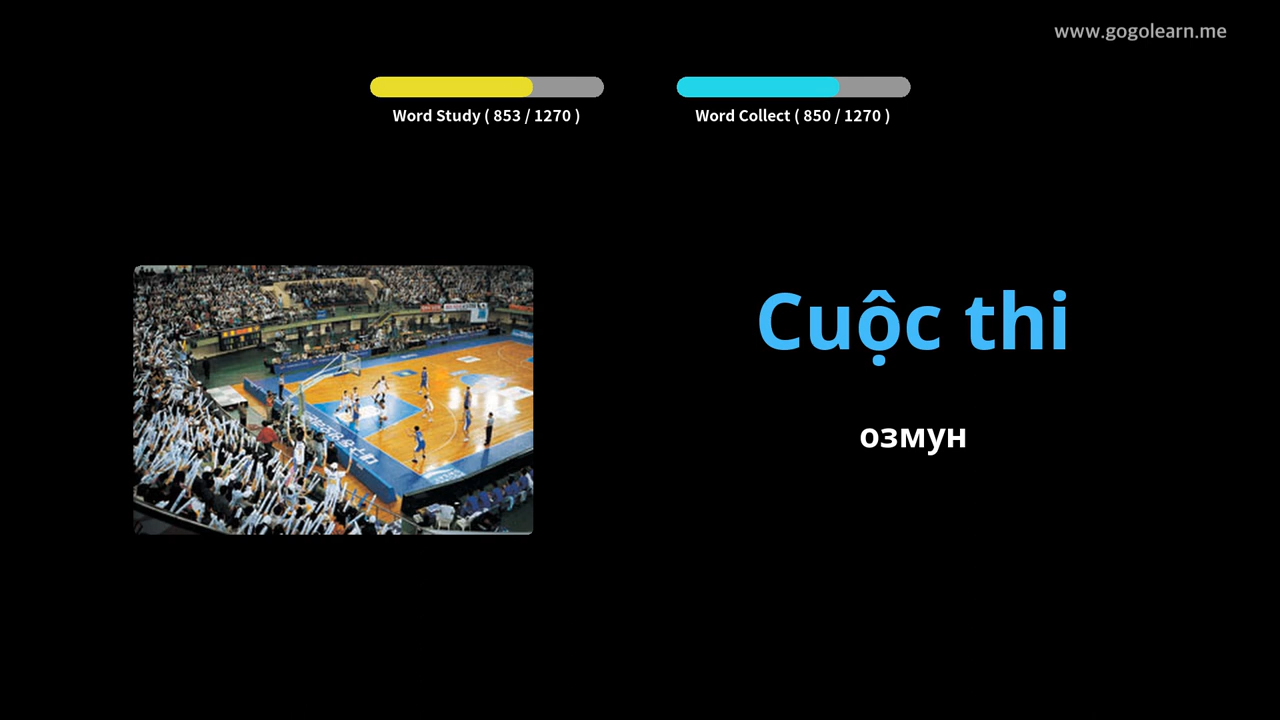 www.gogolearn.me
Word Study ( 853 / 1270 )
Word Collect ( 850 / 1270 )
Cuộc thi
озмун